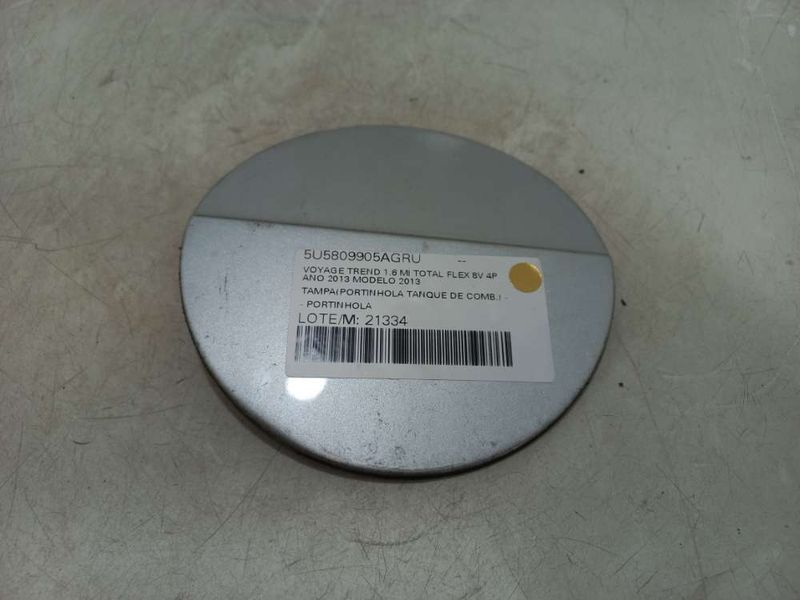 5U5809905AGRU --
VOYAGE TREND 1.6 MI TOTAL FLEX 8V 4P
ANO 2013 MODELO 2013
TAMPA(PORTINHOLA TANQUE DE COMB.) -
- PORTINHOLA
LOTE/M: 21334